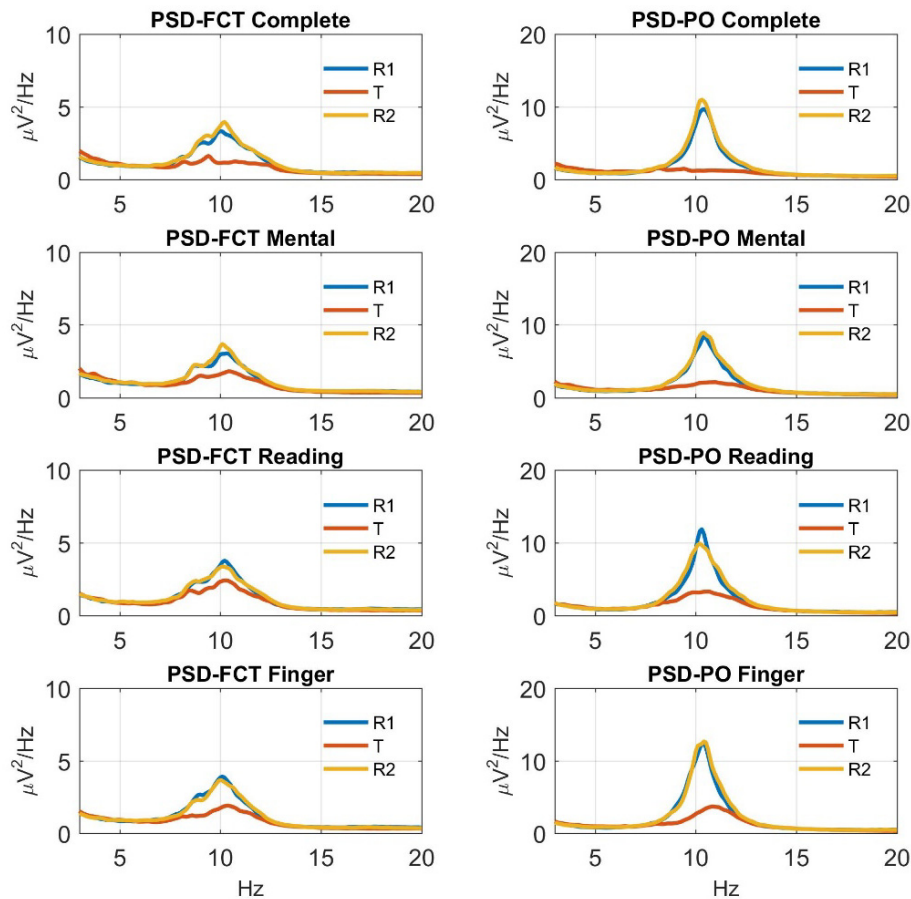 PSD-FCT Complete
μV²/Hz
10
5
0
5
10
15
20
R1
T
R2
PSD-PO Complete
μV²/Hz
20
10
0
5
10
15
20
R1
T
R2
PSD-FCT Mental
μV²/Hz
10
5
0
5
10
15
20
R1
T
R2
PSD-PO Mental
μV²/Hz
20
10
0
5
10
15
20
R1
T
R2
PSD-FCT Reading
μV²/Hz
10
5
0
5
10
15
20
R1
T
R2
PSD-PO Reading
μV²/Hz
20
10
0
5
10
15
20
R1
T
R2
PSD-FCT Finger
μV²/Hz
10
5
0
5
10
15
20
Hz
R1
T
R2
PSD-PO Finger
μV²/Hz
20
10
0
5
10
15
20
Hz
R1
T
R2